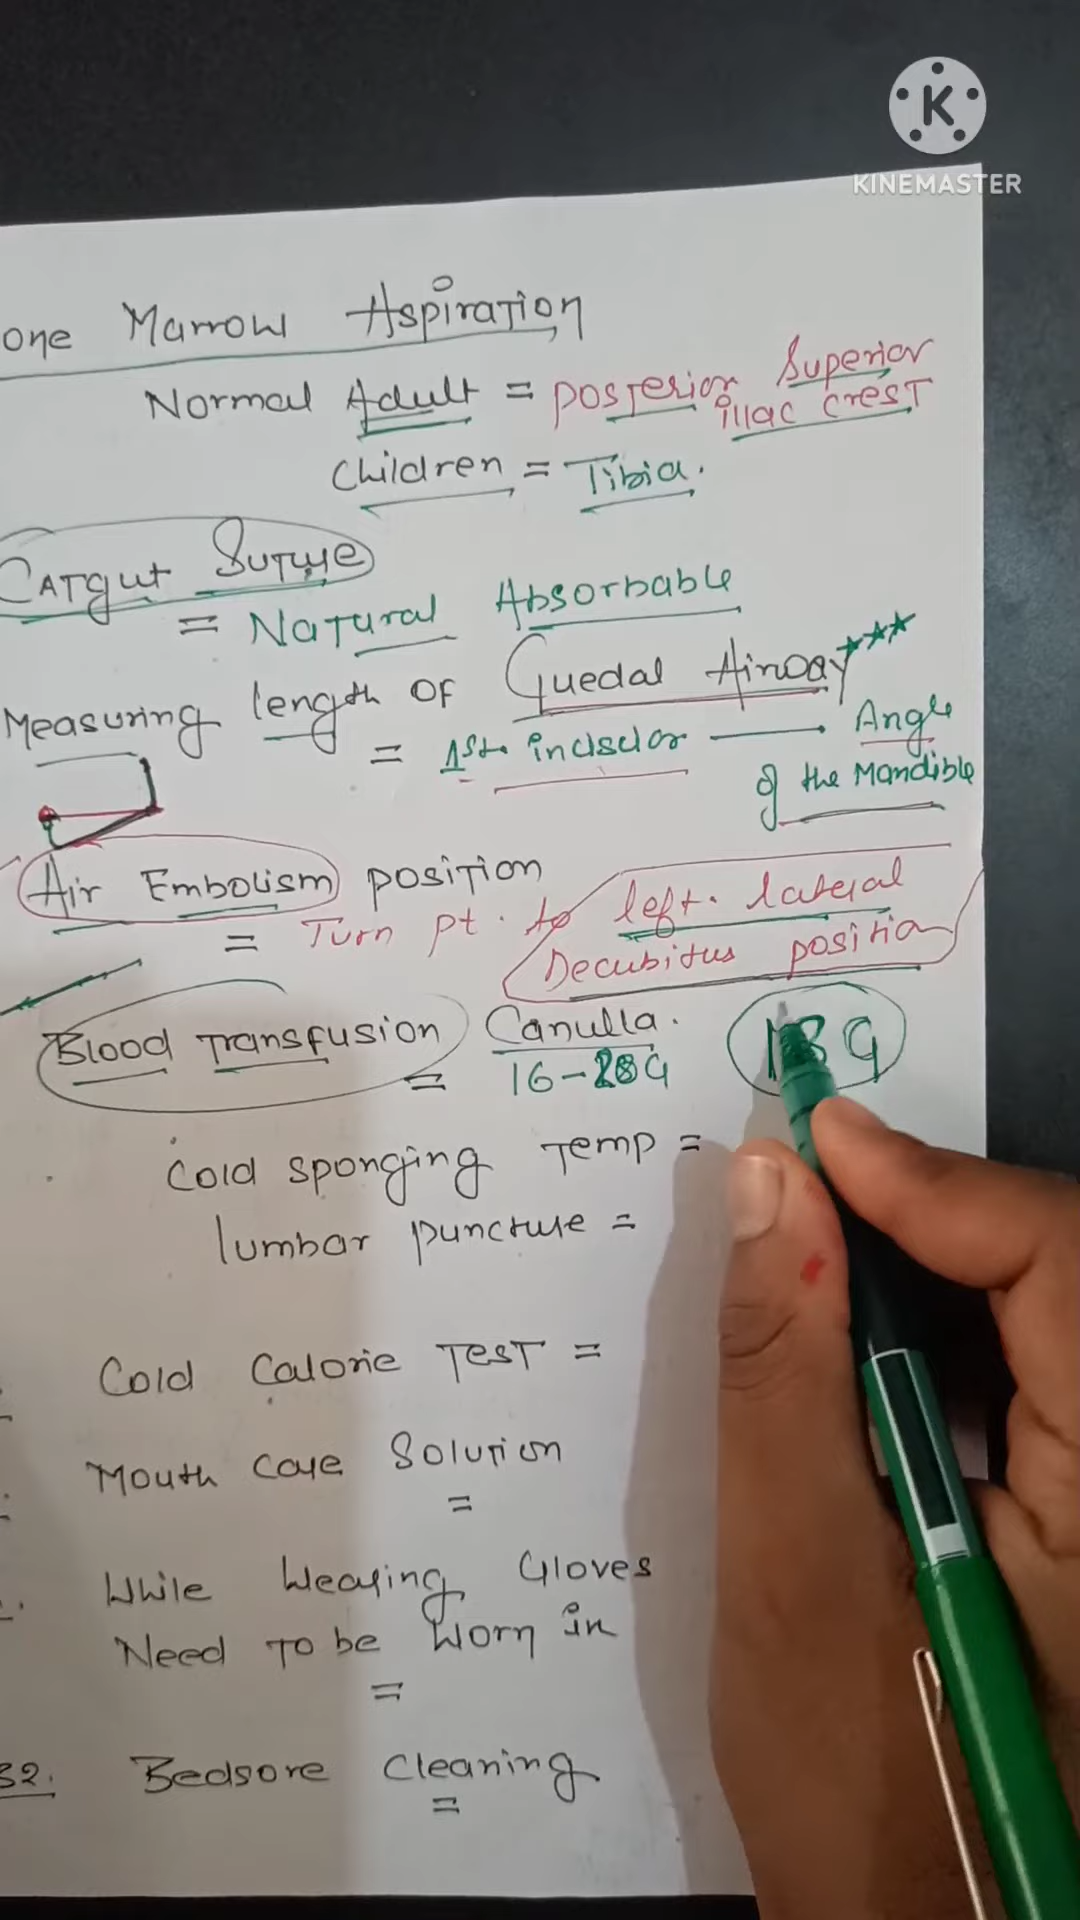 KINEMASTER
one Marrow Aspiration
Normal Adult = Posterior Superior
illac crest
Children = Tibia.
Catgut Suture
= Natural Absorbable
Measuring length of Guedal Airway ***
= 1st incisor — Angle
of the Mandible
Air Embolism position
= Turn pt. to left. lateral
Decubitus position
Blood Transfusion Canulla. 18 G
= 16-28G
Cold sponging Temp =
lumbar puncture =
Cold Calorie Test =
Mouth care Solution
=
While Wearing Gloves
Need To be Worn in
=
32. Bedsore Cleaning
=